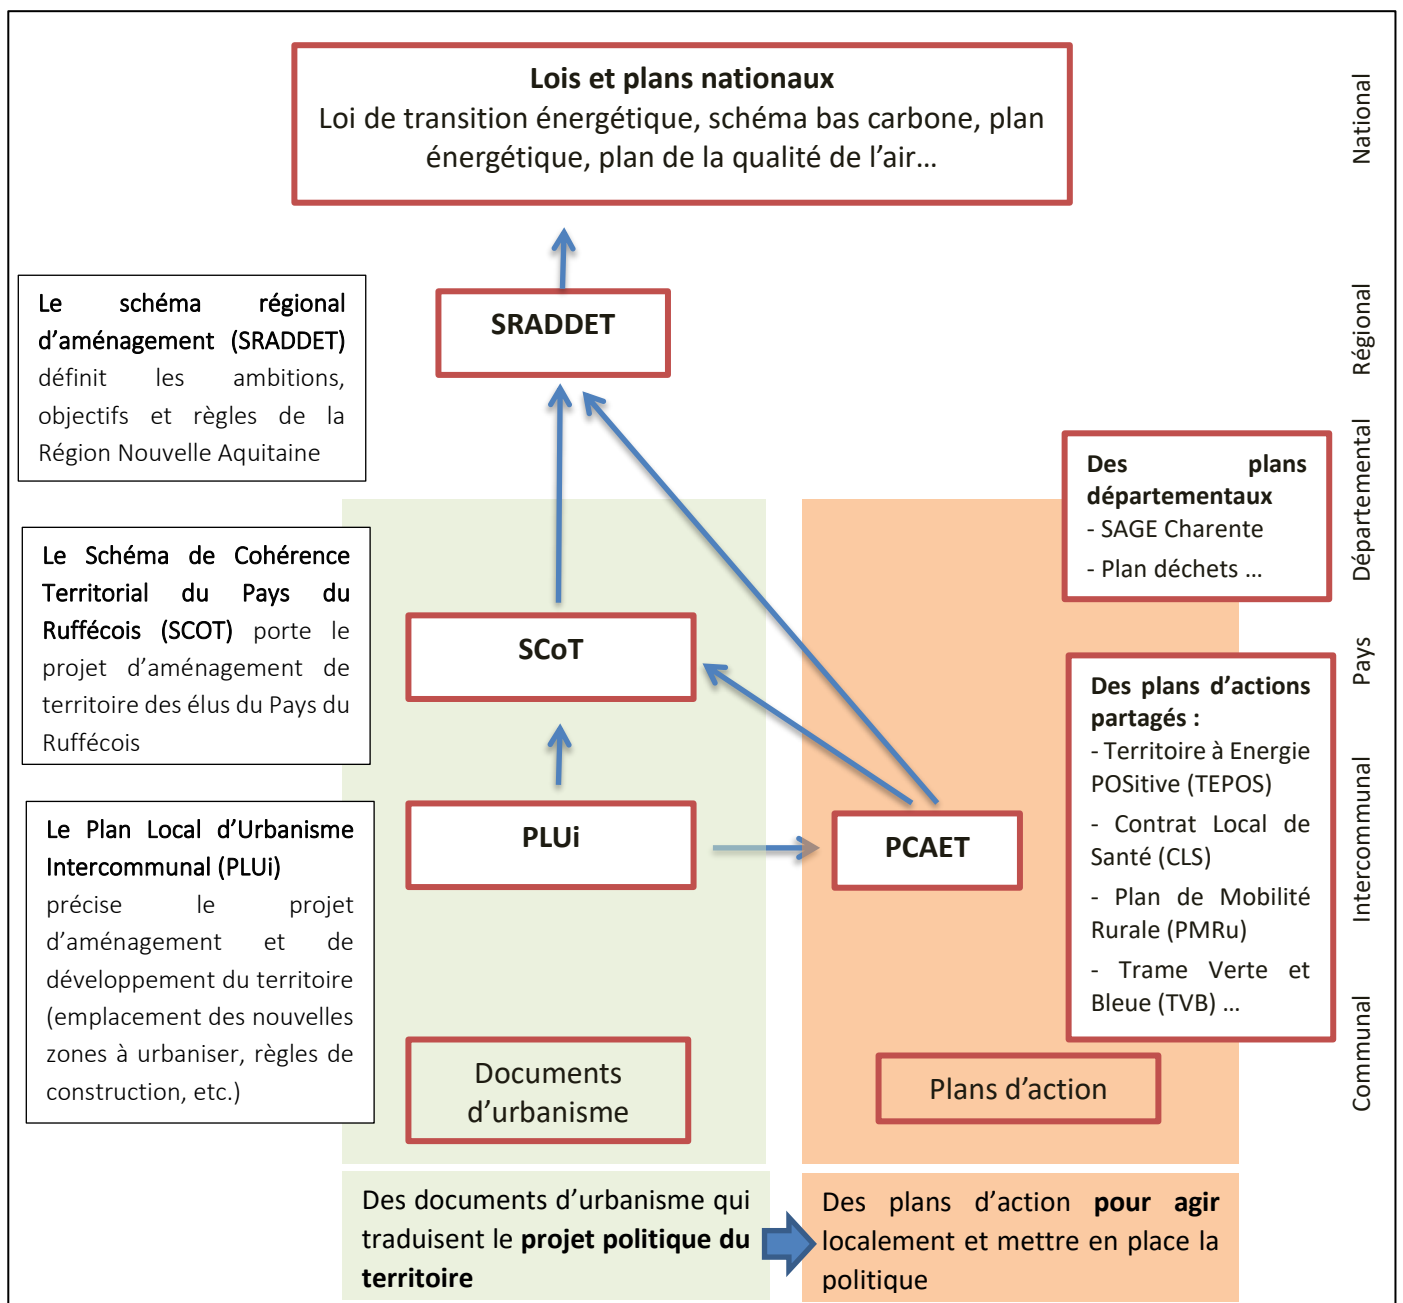 Lois et plans nationaux
Loi de transition énergétique, schéma bas carbone, plan
énergétique, plan de la qualité de l’air…
National
Le schéma régional
d’aménagement (SRADDET)
définit les ambitions,
objectifs et règles de la
Région Nouvelle Aquitaine
SRADDET
Régional
Des plans
départementaux
- SAGE Charente
- Plan déchets …
Départemental
Le Schéma de Cohérence
Territorial du Pays du
Ruffécois (SCOT) porte le
projet d’aménagement de
territoire des élus du Pays du
Ruffécois
SCoT
Pays
Des plans d’actions
partagés :
- Territoire à Energie
POSitive (TEPOS)
- Contrat Local de
Santé (CLS)
- Plan de Mobilité
Rurale (PMRu)
- Trame Verte et
Bleue (TVB) …
Intercommunal
Le Plan Local d’Urbanisme
Intercommunal (PLUi)
précise le projet
d’aménagement et de
développement du territoire
(emplacement des nouvelles
zones à urbaniser, règles de
construction, etc.)
PLUi
PCAET
Communal
Documents
d’urbanisme
Plans d’action
Des documents d’urbanisme qui
traduisent le projet politique du
territoire
Des plans d’action pour agir
localement et mettre en place la
politique